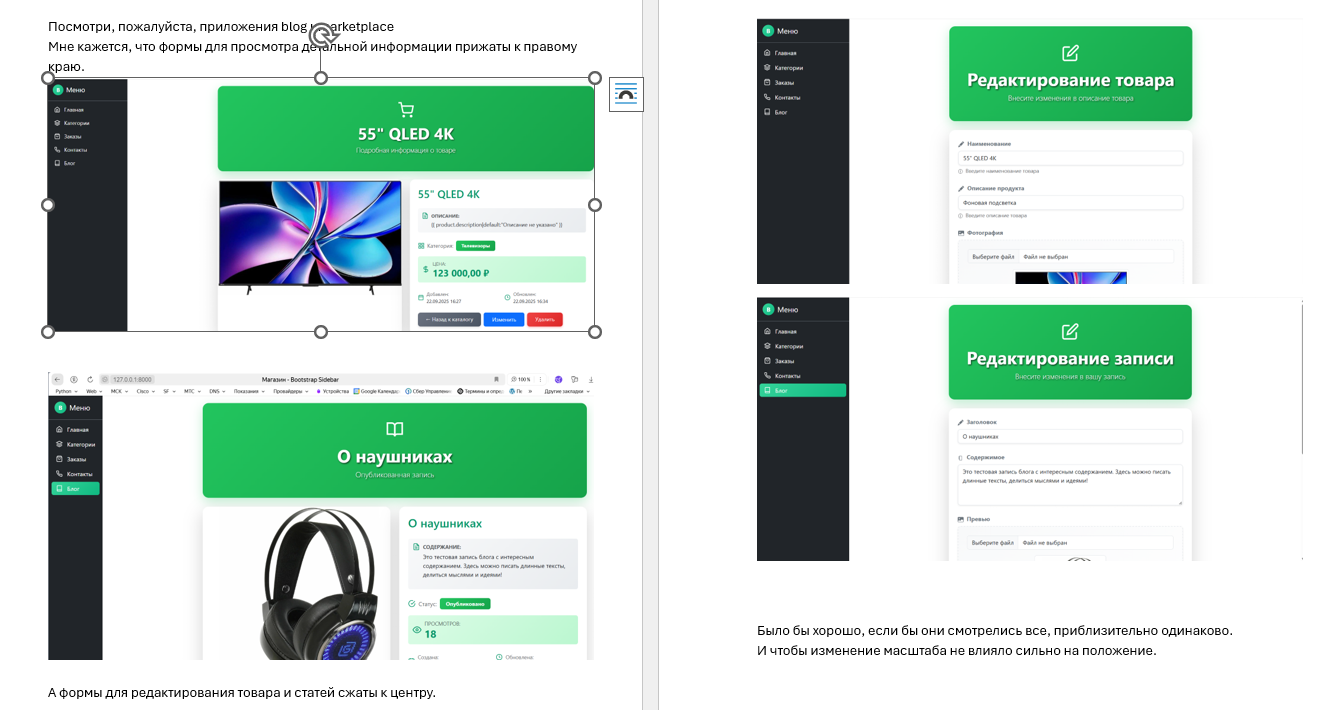 Посмотри, пожалуйста, приложения blog и marketplace
Мне кажется, что формы для просмотра детальной информации прижаты к правому
краю.
B Меню
Главная
Категории
Заказы
Контакты
Блог
55" QLED 4K
Подробная информация о товаре
55" QLED 4K
ОПИСАНИЕ:
{{ product.description|default:"Описание не указано" }}
Категория: Телевизоры
ЦЕНА:
123 000,00 ₽
Добавлен:
22.09.2025 16:27
Обновлен:
22.09.2025 16:34
← Назад к каталогу
Изменить
Удалить
127.0.0.1:8000
Магазин - Bootstrap Sidebar
100 %
Python
Web
МСК
Cisco
SF
МТС
DNS
Показания
Провайдеры
Устройства
Google Календа
Сбер Управлени
Термины и опре
Другие закладки
B Меню
Главная
Категории
Заказы
Контакты
Блог
О наушниках
Опубликованная запись
О наушниках
СОДЕРЖАНИЕ:
Это тестовая запись блога с интересным
содержанием. Здесь можно писать длинные тексты,
делиться мыслями и идеями!
Статус: Опубликовано
ПРОСМОТРОВ:
18
Создана:
Обновлена:
А формы для редактирования товара и статей сжаты к центру.
B Меню
Главная
Категории
Заказы
Контакты
Блог
Редактирование товара
Внесите изменения в описание товара
Наименование
55" QLED 4K
Введите наименование товара
Описание продукта
Фоновая подсветка
Введите описание товара
Фотография
Выберите файл Файл не выбран
B Меню
Главная
Категории
Заказы
Контакты
Блог
Редактирование записи
Внесите изменения в вашу запись
Заголовок
О наушниках
Содержимое
Это тестовая запись блога с интересным содержанием. Здесь можно писать
длинные тексты, делиться мыслями и идеями!
Превью
Выберите файл Файл не выбран
Было бы хорошо, если бы они смотрелись все, приблизительно одинаково.
И чтобы изменение масштаба не влияло сильно на положение.